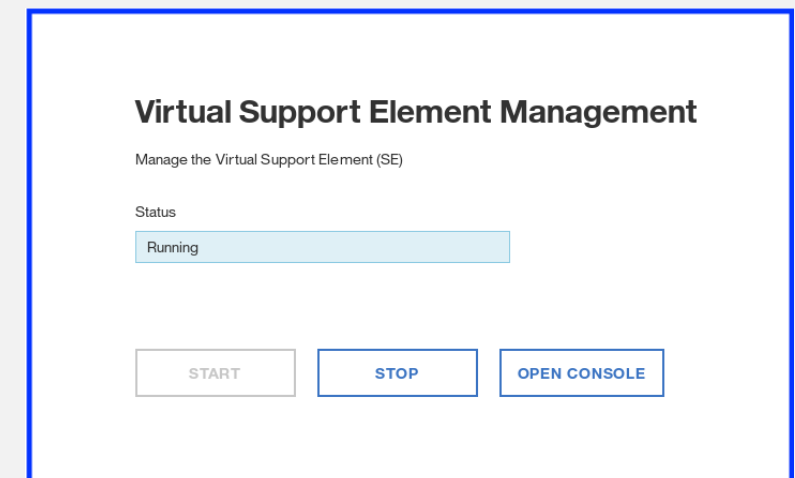 Virtual Support Element Management
Manage the Virtual Support Element (SE)
Status
Running
START STOP OPEN CONSOLE